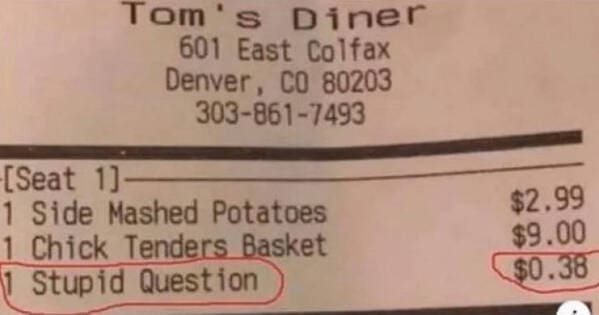 Tom's Diner
601 East Colfax
Denver, CO 80203
303-861-7493
[Seat 1]
1 Side Mashed Potatoes $2.99
1 Chick Tenders Basket $9.00
1 Stupid Question $0.38